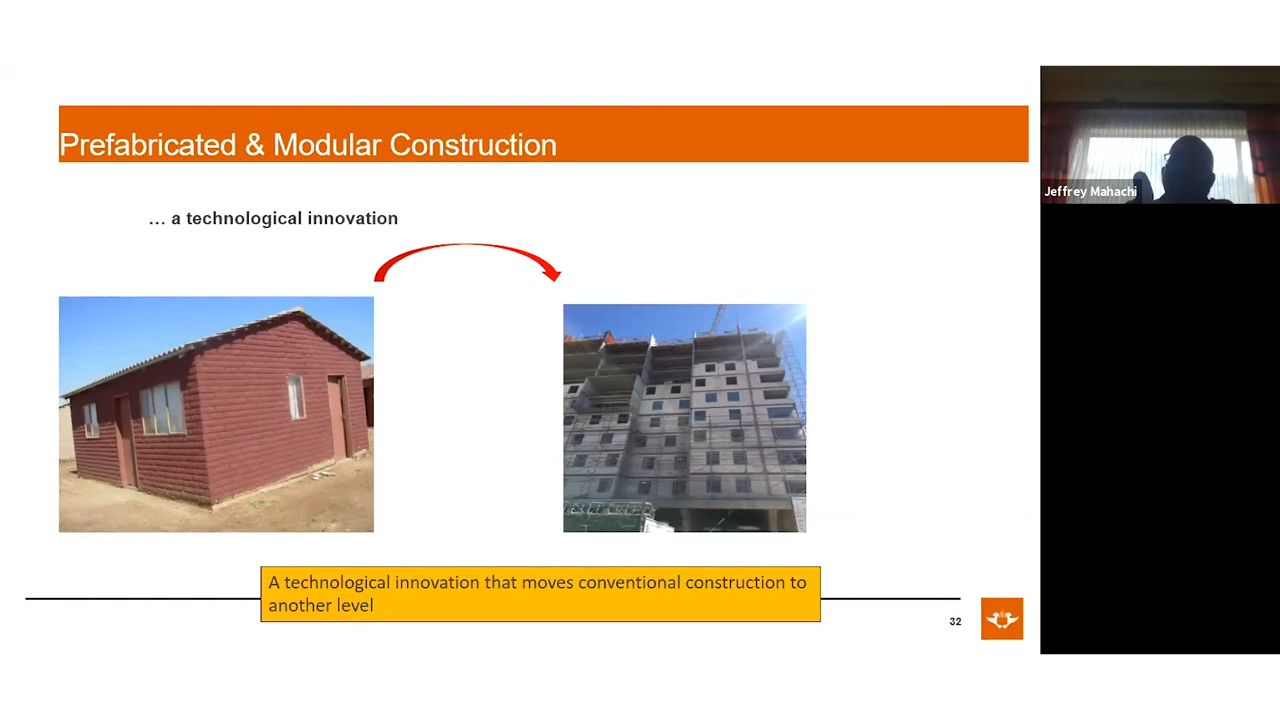 Prefabricated & Modular Construction
… a technological innovation
Jeffrey Mahachi
A technological innovation that moves conventional construction to
another level
32